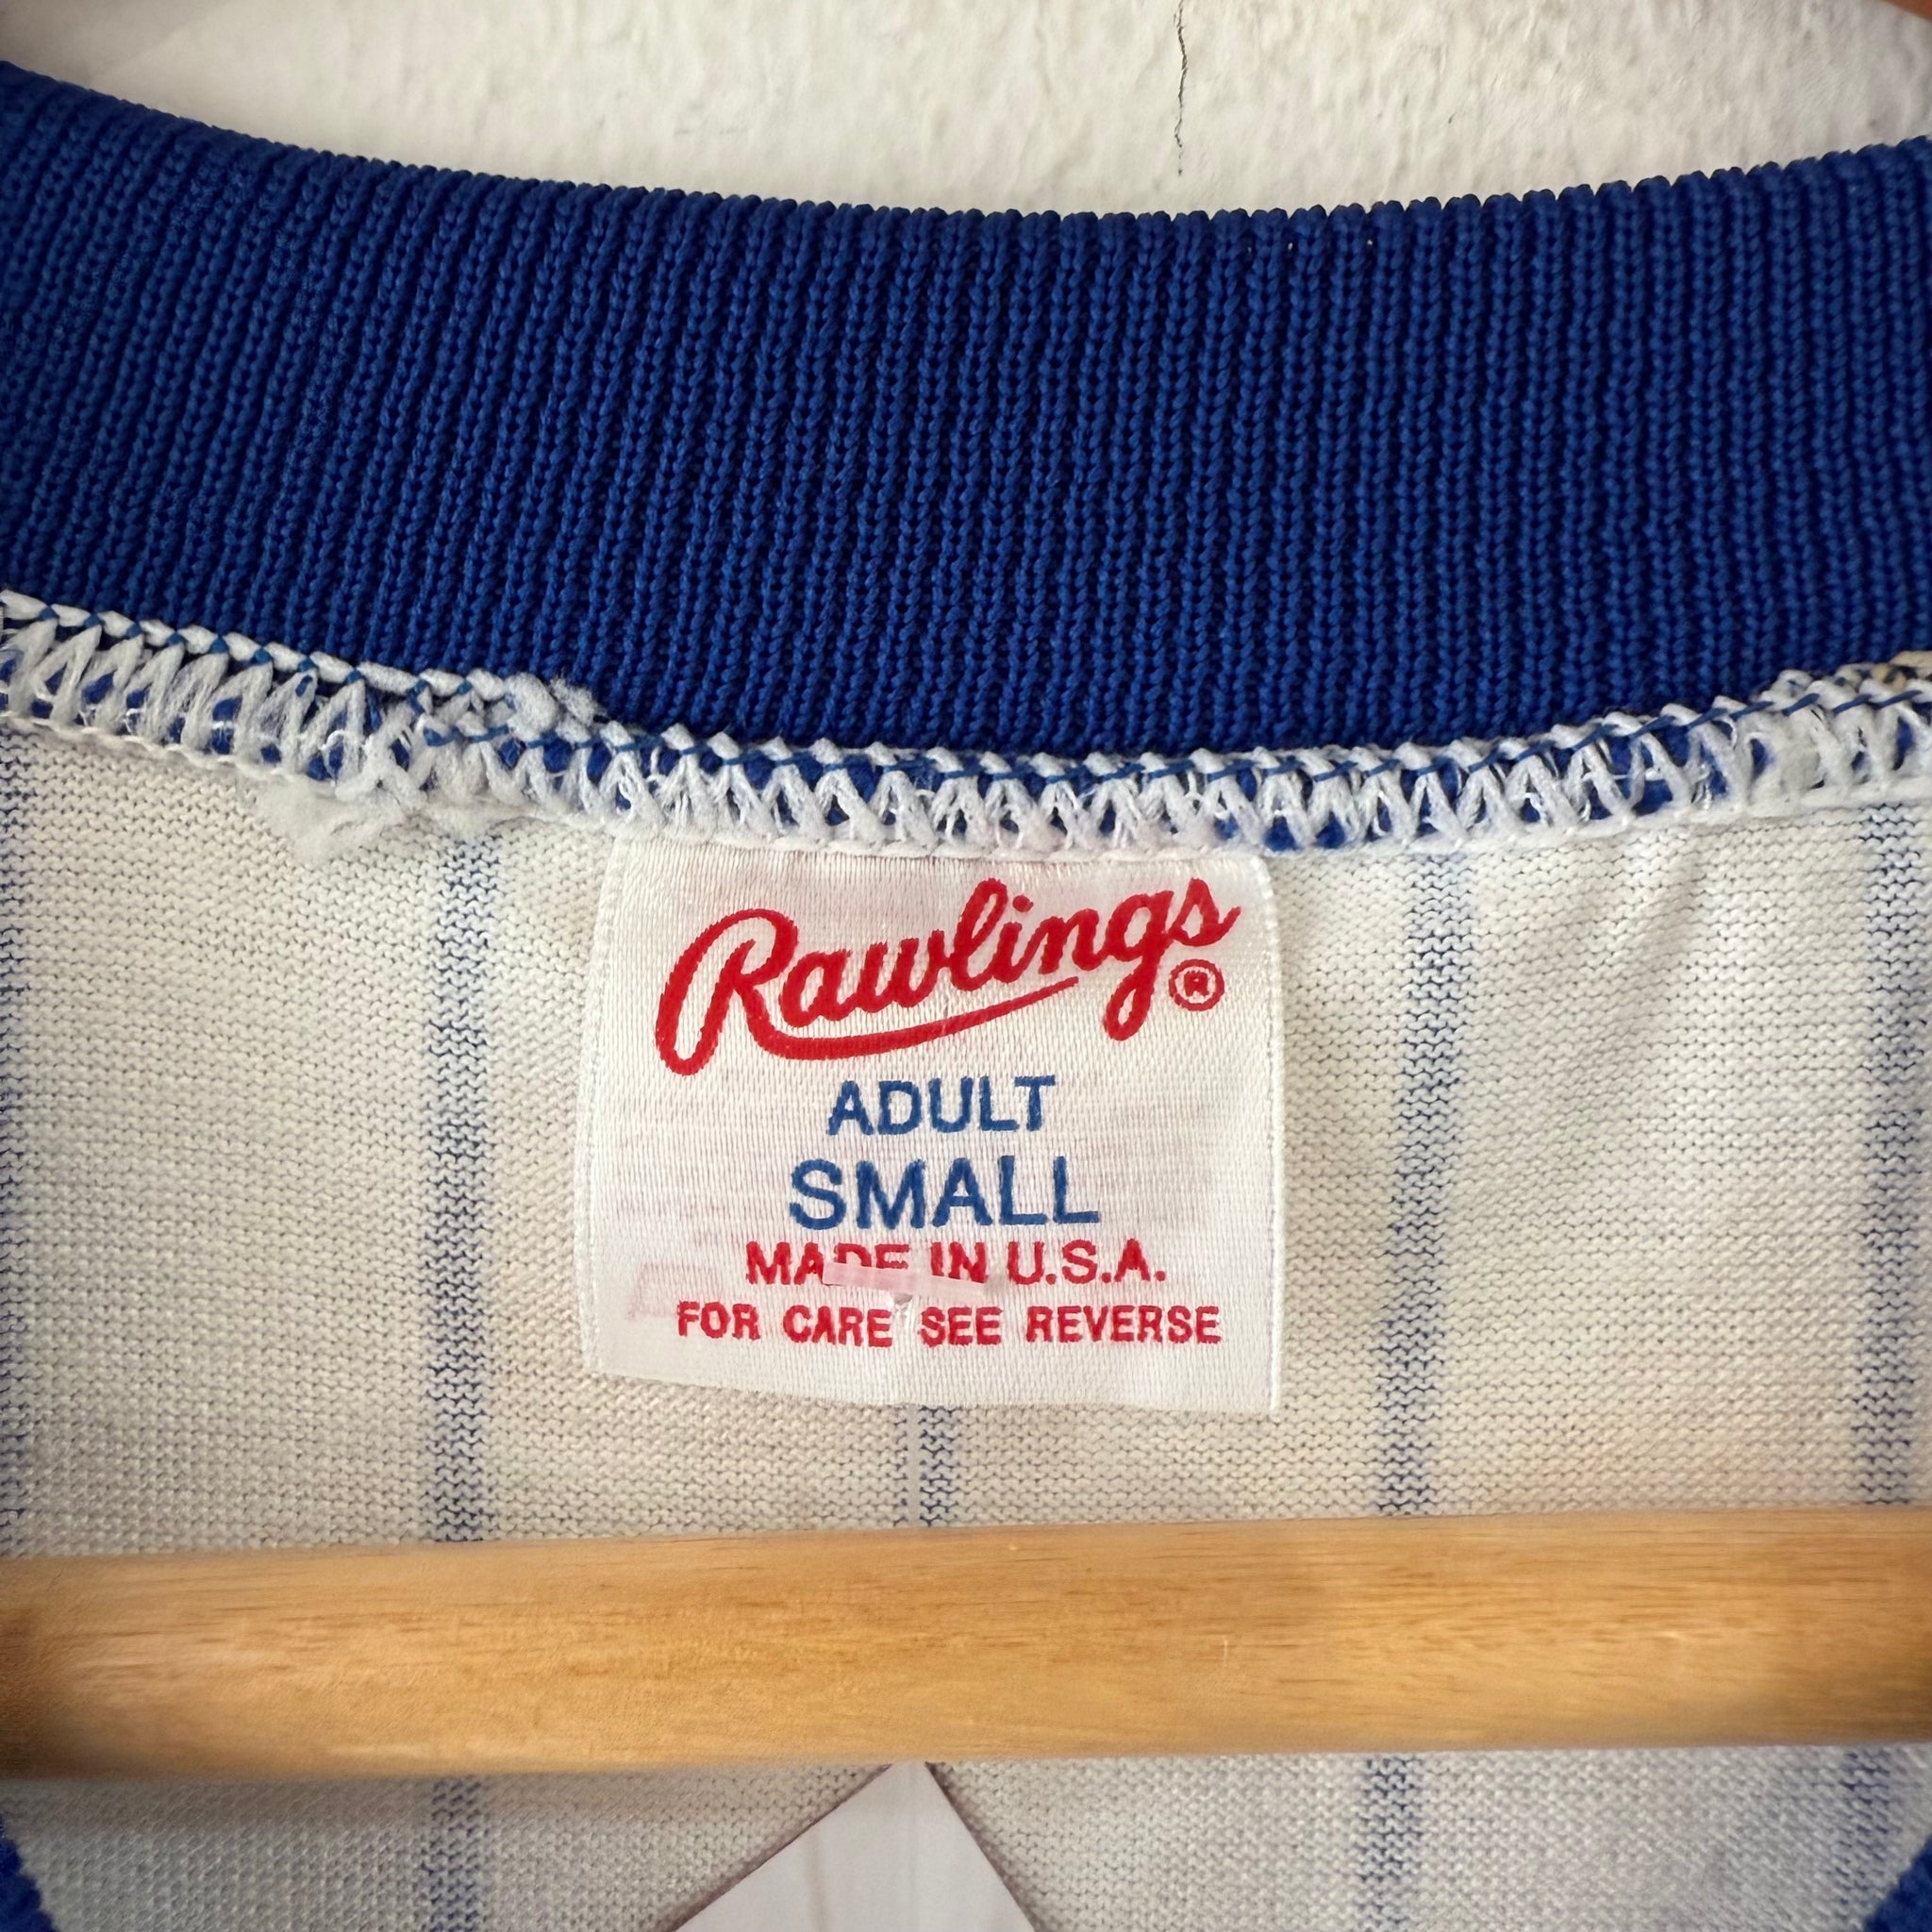 Rawlings®
ADULT
SMALL
MADE IN U.S.A.
FOR CARE SEE REVERSE